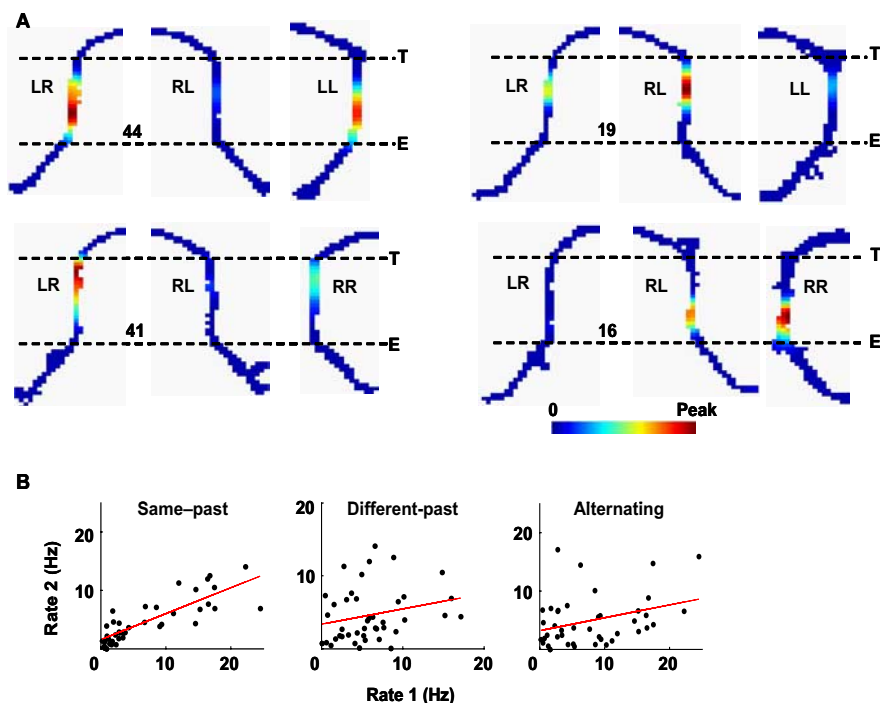 A
T
LR
RL
LL
44
E
LR
RL
LL
19
T
E
LR
RL
RR
41
T
E
LR
RL
RR
16
T
E
0 Peak
B
Same–past
Different-past
Alternating
Rate 2 (Hz)
20
10
0 10 20
20
10
0 10 20
20
10
0 10 20
Rate 1 (Hz)